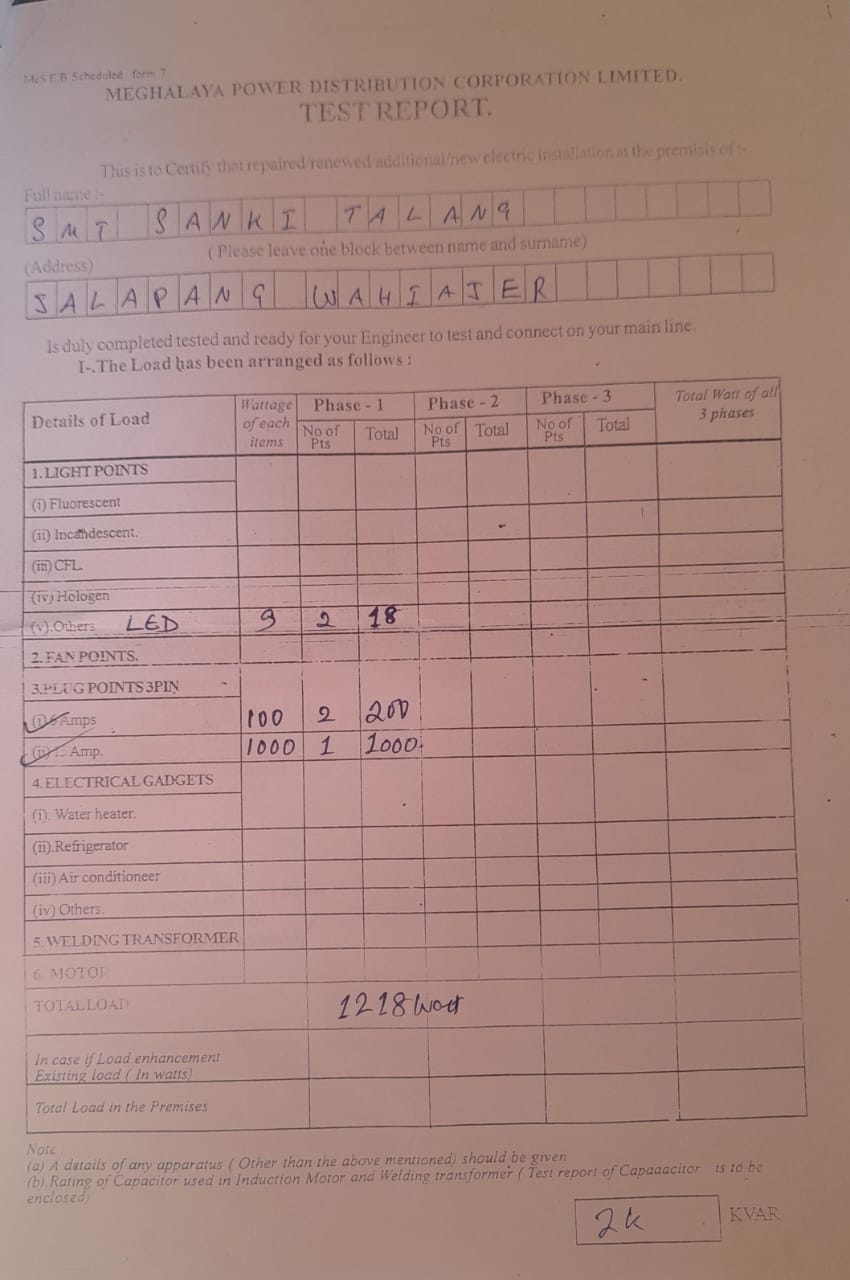 Me.S.E.B Scheduled form 7
MEGHALAYA POWER DISTRIBUTION CORPORATION LIMITED.
TEST REPORT.
This is to Certify that repaired/renewed/additional/new electric installation at the premisis of :-
Full name :-
SMT SANKI TALANG
( Please leave one block between name and surname)
(Address)
JALAPANG WAHIAJER
Is duly completed tested and ready for your Engineer to test and connect on your main line.
I-.The Load has been arranged as follows :
Details of Load Wattage of each items Phase - 1 Phase - 2 Phase - 3 Total Watt of all 3 phases
No of Pts Total No of Pts Total No of Pts Total
1. LIGHT POINTS
(i) Fluorescent
(ii) Incandescent.
(iii) CFL
(iv) Hologen
(v).Others LED 9 2 18
2. FAN POINTS.
3.PLUG POINTS 3PIN
(i) 5 Amps 100 2 200
(ii) Amp. 1000 1 1000
4. ELECTRICAL GADGETS
(i). Water heater.
(ii).Refrigerator
(iii) Air conditioneer
(iv) Others.
5. WELDING TRANSFORMER
6. MOTOR
TOTAL LOAD 1218 Watt
In case if Load enhancement
Existing load ( In watts)
Total Load in the Premises
Note :
(a) A details of any apparatus ( Other than the above mentioned) should be given
(b).Rating of Capacitor used in Induction Motor and Welding transformer ( Test report of Capaacitor is to be
enclosed)
2k KVAR